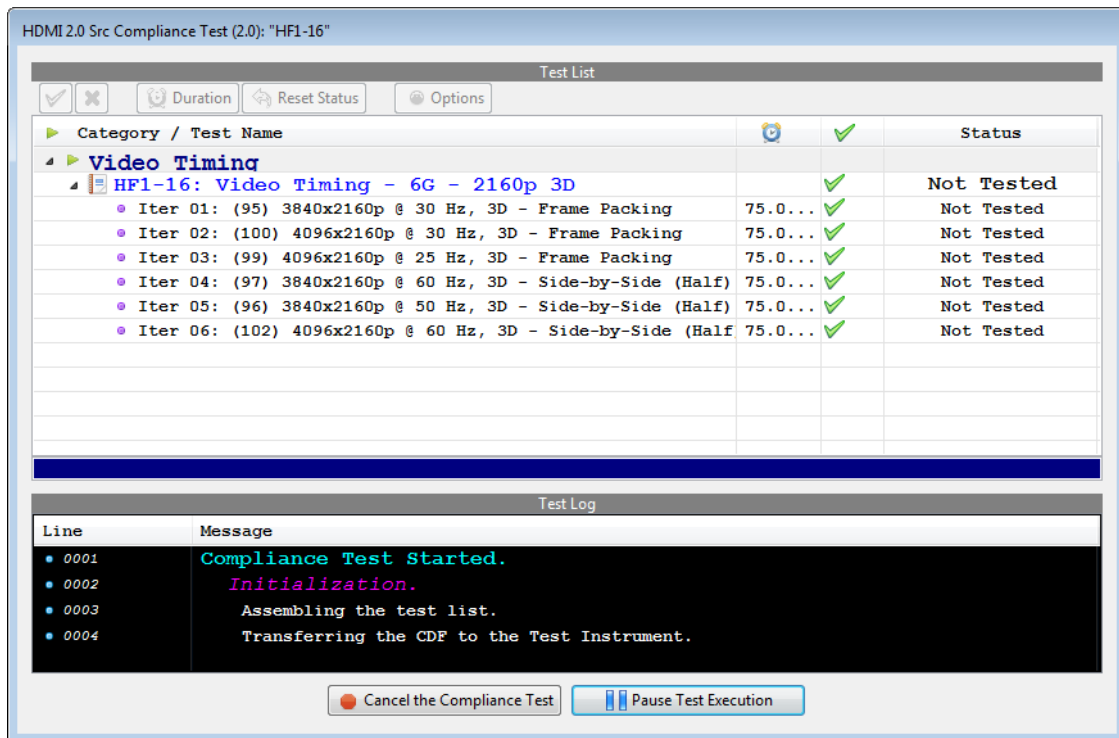 HDMI 2.0 Src Compliance Test (2.0): "HF1-16"
Test List
Duration Reset Status Options
Category / Test Name Status
Video Timing
HF1-16: Video Timing - 6G - 2160p 3D Not Tested
Iter 01: (95) 3840x2160p @ 30 Hz, 3D - Frame Packing 75.0... Not Tested
Iter 02: (100) 4096x2160p @ 30 Hz, 3D - Frame Packing 75.0... Not Tested
Iter 03: (99) 4096x2160p @ 25 Hz, 3D - Frame Packing 75.0... Not Tested
Iter 04: (97) 3840x2160p @ 60 Hz, 3D - Side-by-Side (Half) 75.0... Not Tested
Iter 05: (96) 3840x2160p @ 50 Hz, 3D - Side-by-Side (Half) 75.0... Not Tested
Iter 06: (102) 4096x2160p @ 60 Hz, 3D - Side-by-Side (Half 75.0... Not Tested
Test Log
Line Message
0001 Compliance Test Started.
0002 Initialization.
0003 Assembling the test list.
0004 Transferring the CDF to the Test Instrument.
Cancel the Compliance Test Pause Test Execution